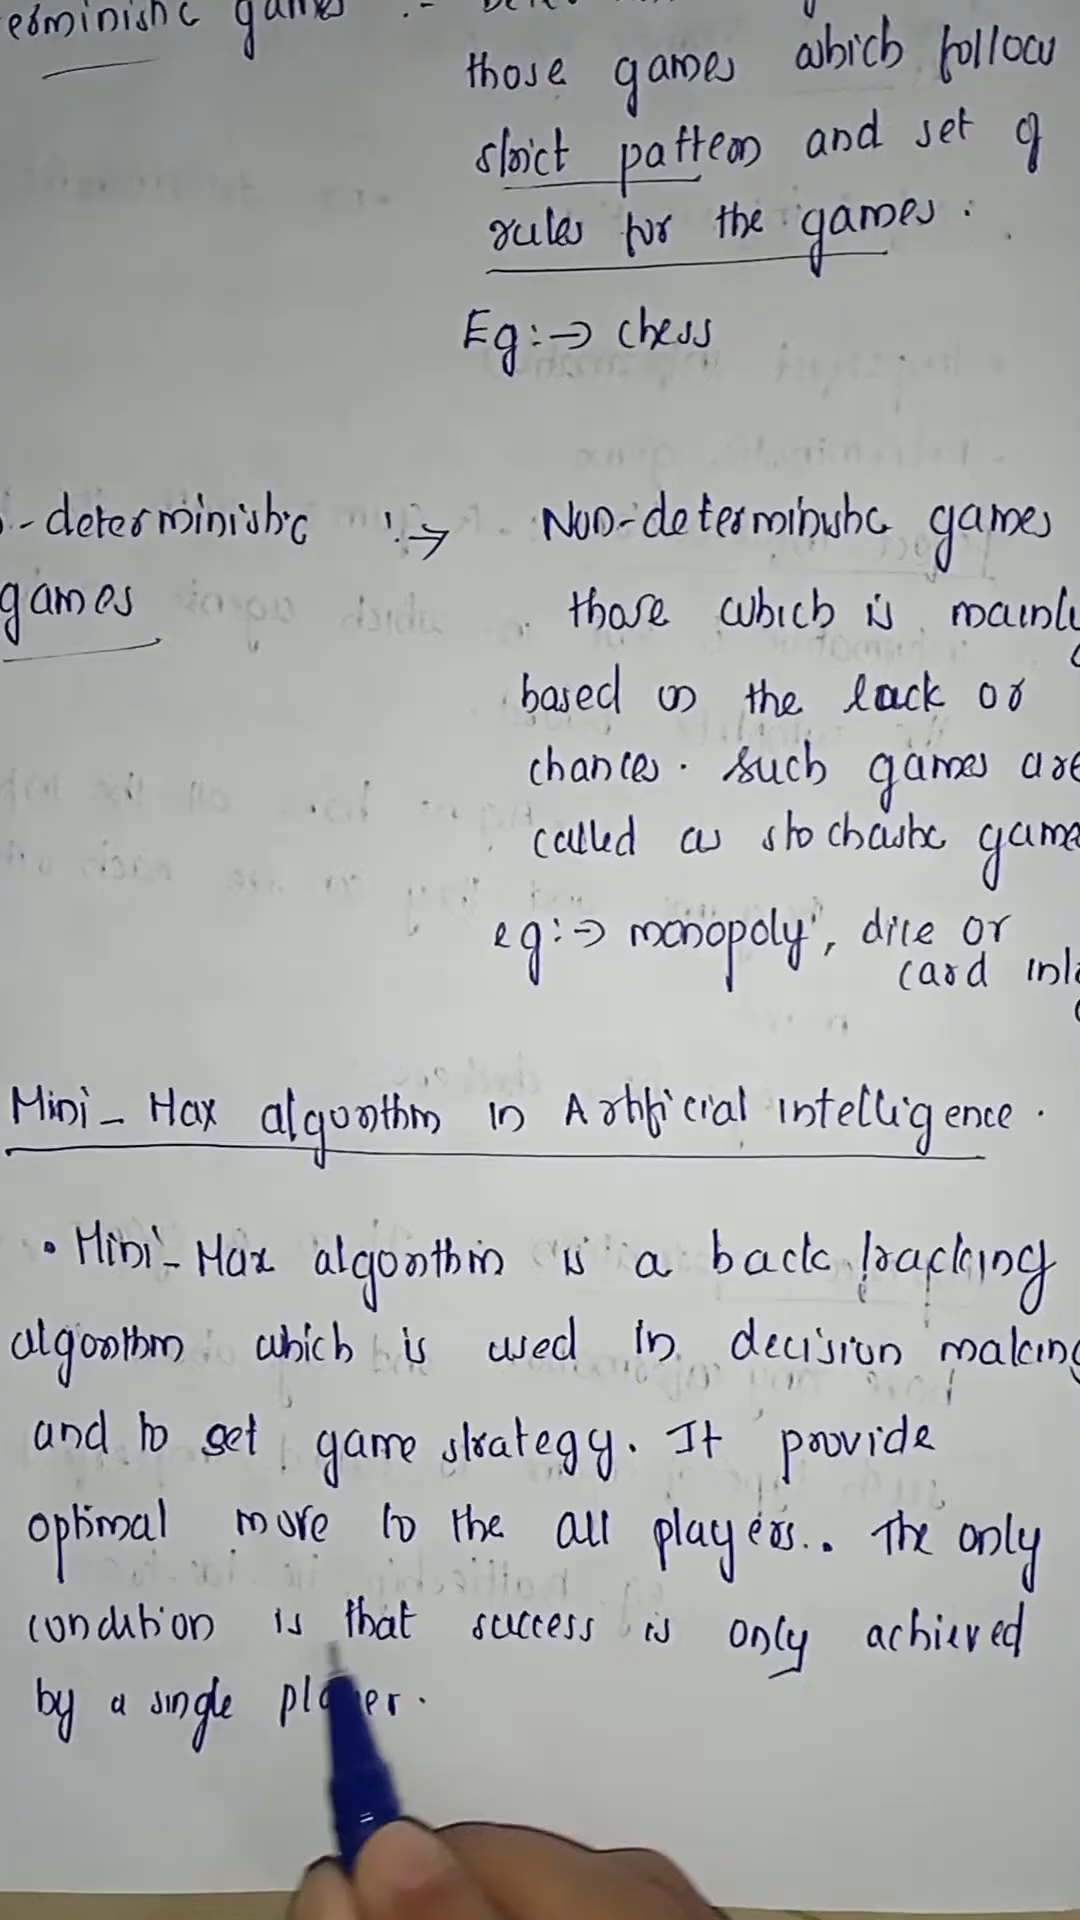 games :-
those games which follow
strict pattern and set of
rules for the games.
Eg:→ chess
-deterministic :→ Non-deterministic games
games
those which is mainly
based on the lack or
chances. such games are
called as stochastic game
eg:→ monopoly, dice or
card
Mini-Max algorithm in Artificial intelligence.
• Mini-Max algorithm is a back tracking
algorithm which is used in decision making
and to set game strategy. It provide
optimal move to the all players.. The only
condition is that success is only achieved
by a single player.